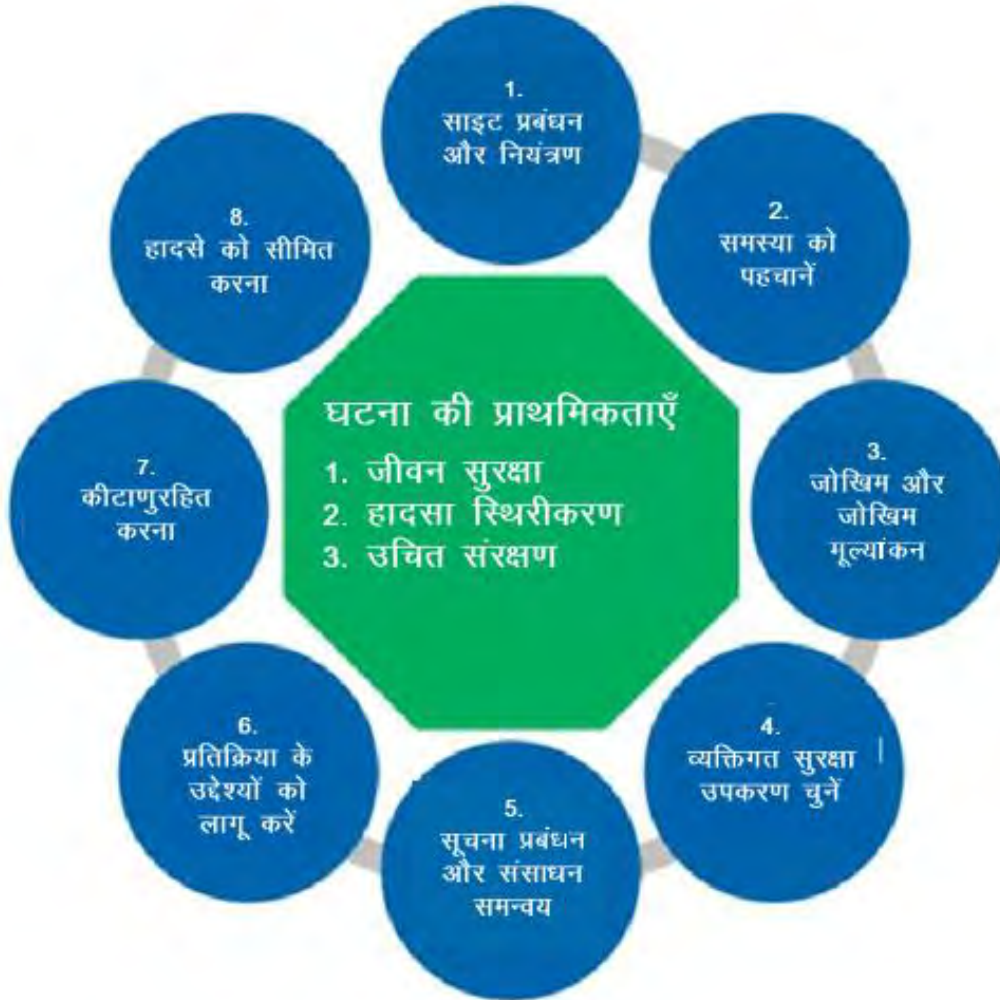 1.
साइट प्रबंधन
और नियंत्रण
2.
समस्या को
पहचानें
3.
जोखिम और
जोखिम
मूल्यांकन
4.
व्यक्तिगत सुरक्षा
उपकरण चुनें
5.
सूचना प्रबंधन
और संसाधन
समन्वय
6.
प्रतिक्रिया के
उद्देश्यों को
लागू करें
7.
कीटाणुरहित
करना
8.
हादसे को सीमित
करना
घटना की प्राथमिकताएँ
1. जीवन सुरक्षा
2. हादसा स्थिरीकरण
3. उचित संरक्षण